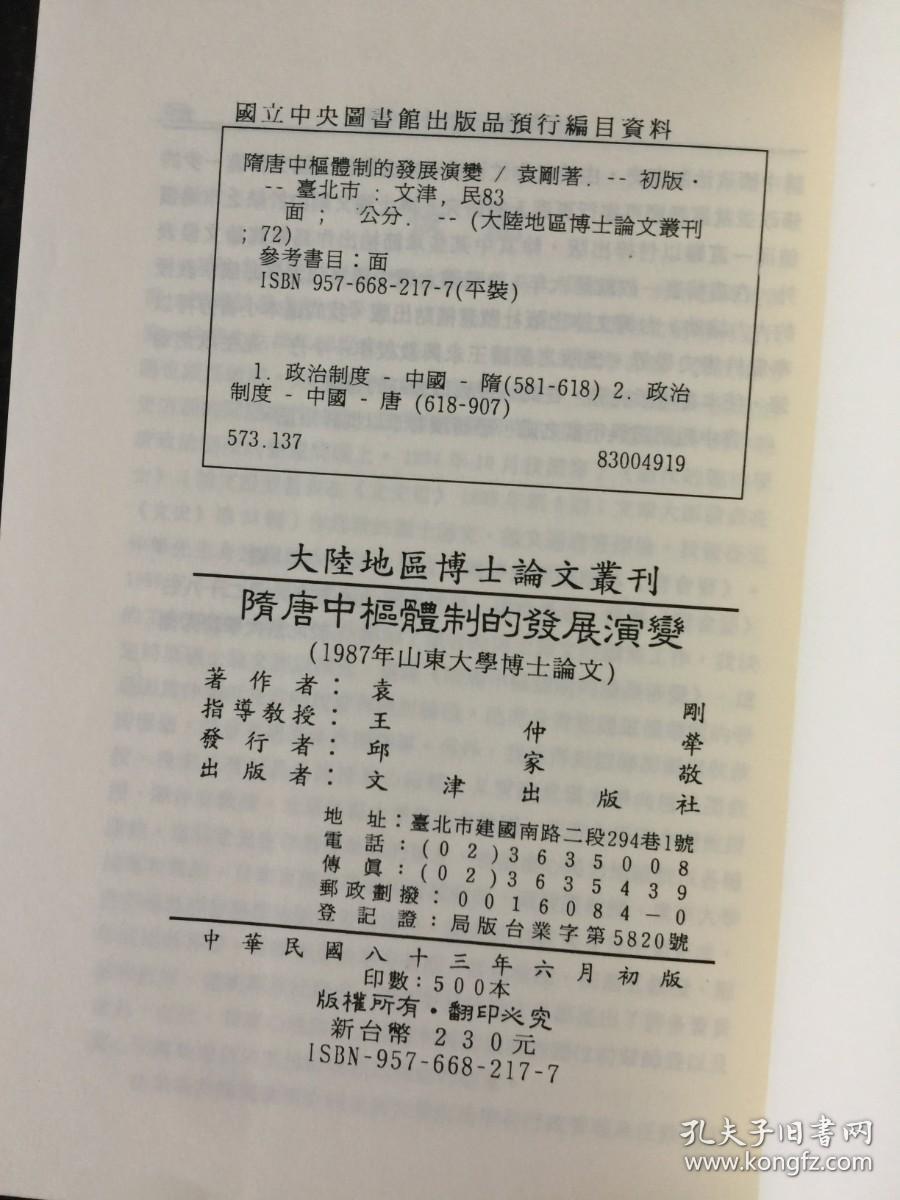 國立中央圖書館出版品預行編目資料
隋唐中樞體制的發展演變 / 袁剛著. -- 初版.
-- 臺北市 : 文津, 民83
面 ; 公分. -- (大陸地區博士論文叢刊
; 72)
參考書目:面
ISBN 957-668-217-7(平裝)
1. 政治制度 - 中國 - 隋(581-618) 2. 政治
制度 - 中國 - 唐 (618-907)
573.137
83004919
大陸地區博士論文叢刊
隋唐中樞體制的發展演變
(1987年山東大學博士論文)
著作者:袁剛
指導教授:王仲犖
發行者:邱家敬
出版者:文津出版社
地址:臺北市建國南路二段294巷1號
電話:(02)3635008
傳眞:(02)3635439
郵政劃撥:0016084-0
登記證:局版台業字第5820號
中華民國八十三年六月初版
印數:500本
版權所有·翻印必究
新台幣 230元
ISBN-957-668-217-7
孔夫子旧书网
www.kongfz.com